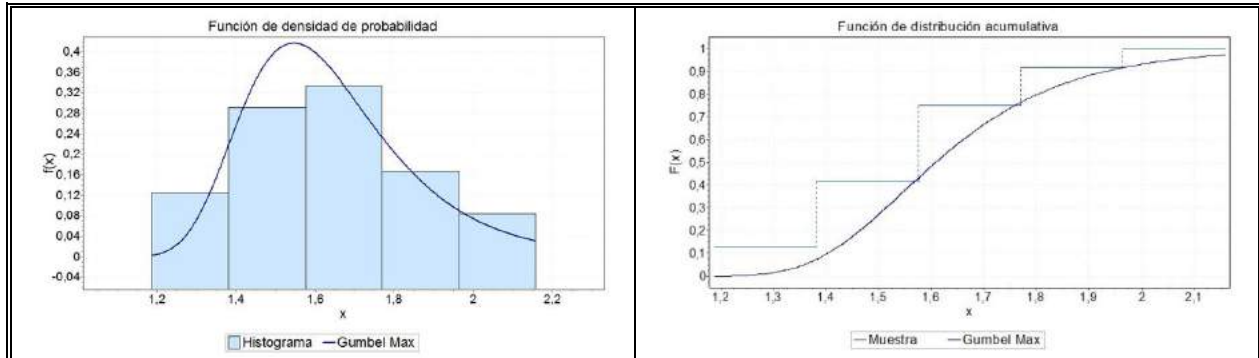 Función de densidad de probabilidad
0,4
0,36
0,32
0,28
0,24
0,2
0,16
0,12
0,08
0,04
0
-0,04
f(x)
1,2 1,4 1,6 1,8 2 2,2
x
Histograma Gumbel Max
Función de distribución acumulativa
1
0,9
0,8
0,7
0,6
0,5
0,4
0,3
0,2
0,1
0
F(x)
1,2 1,3 1,4 1,5 1,6 1,7 1,8 1,9 2 2,1
x
Muestra Gumbel Max